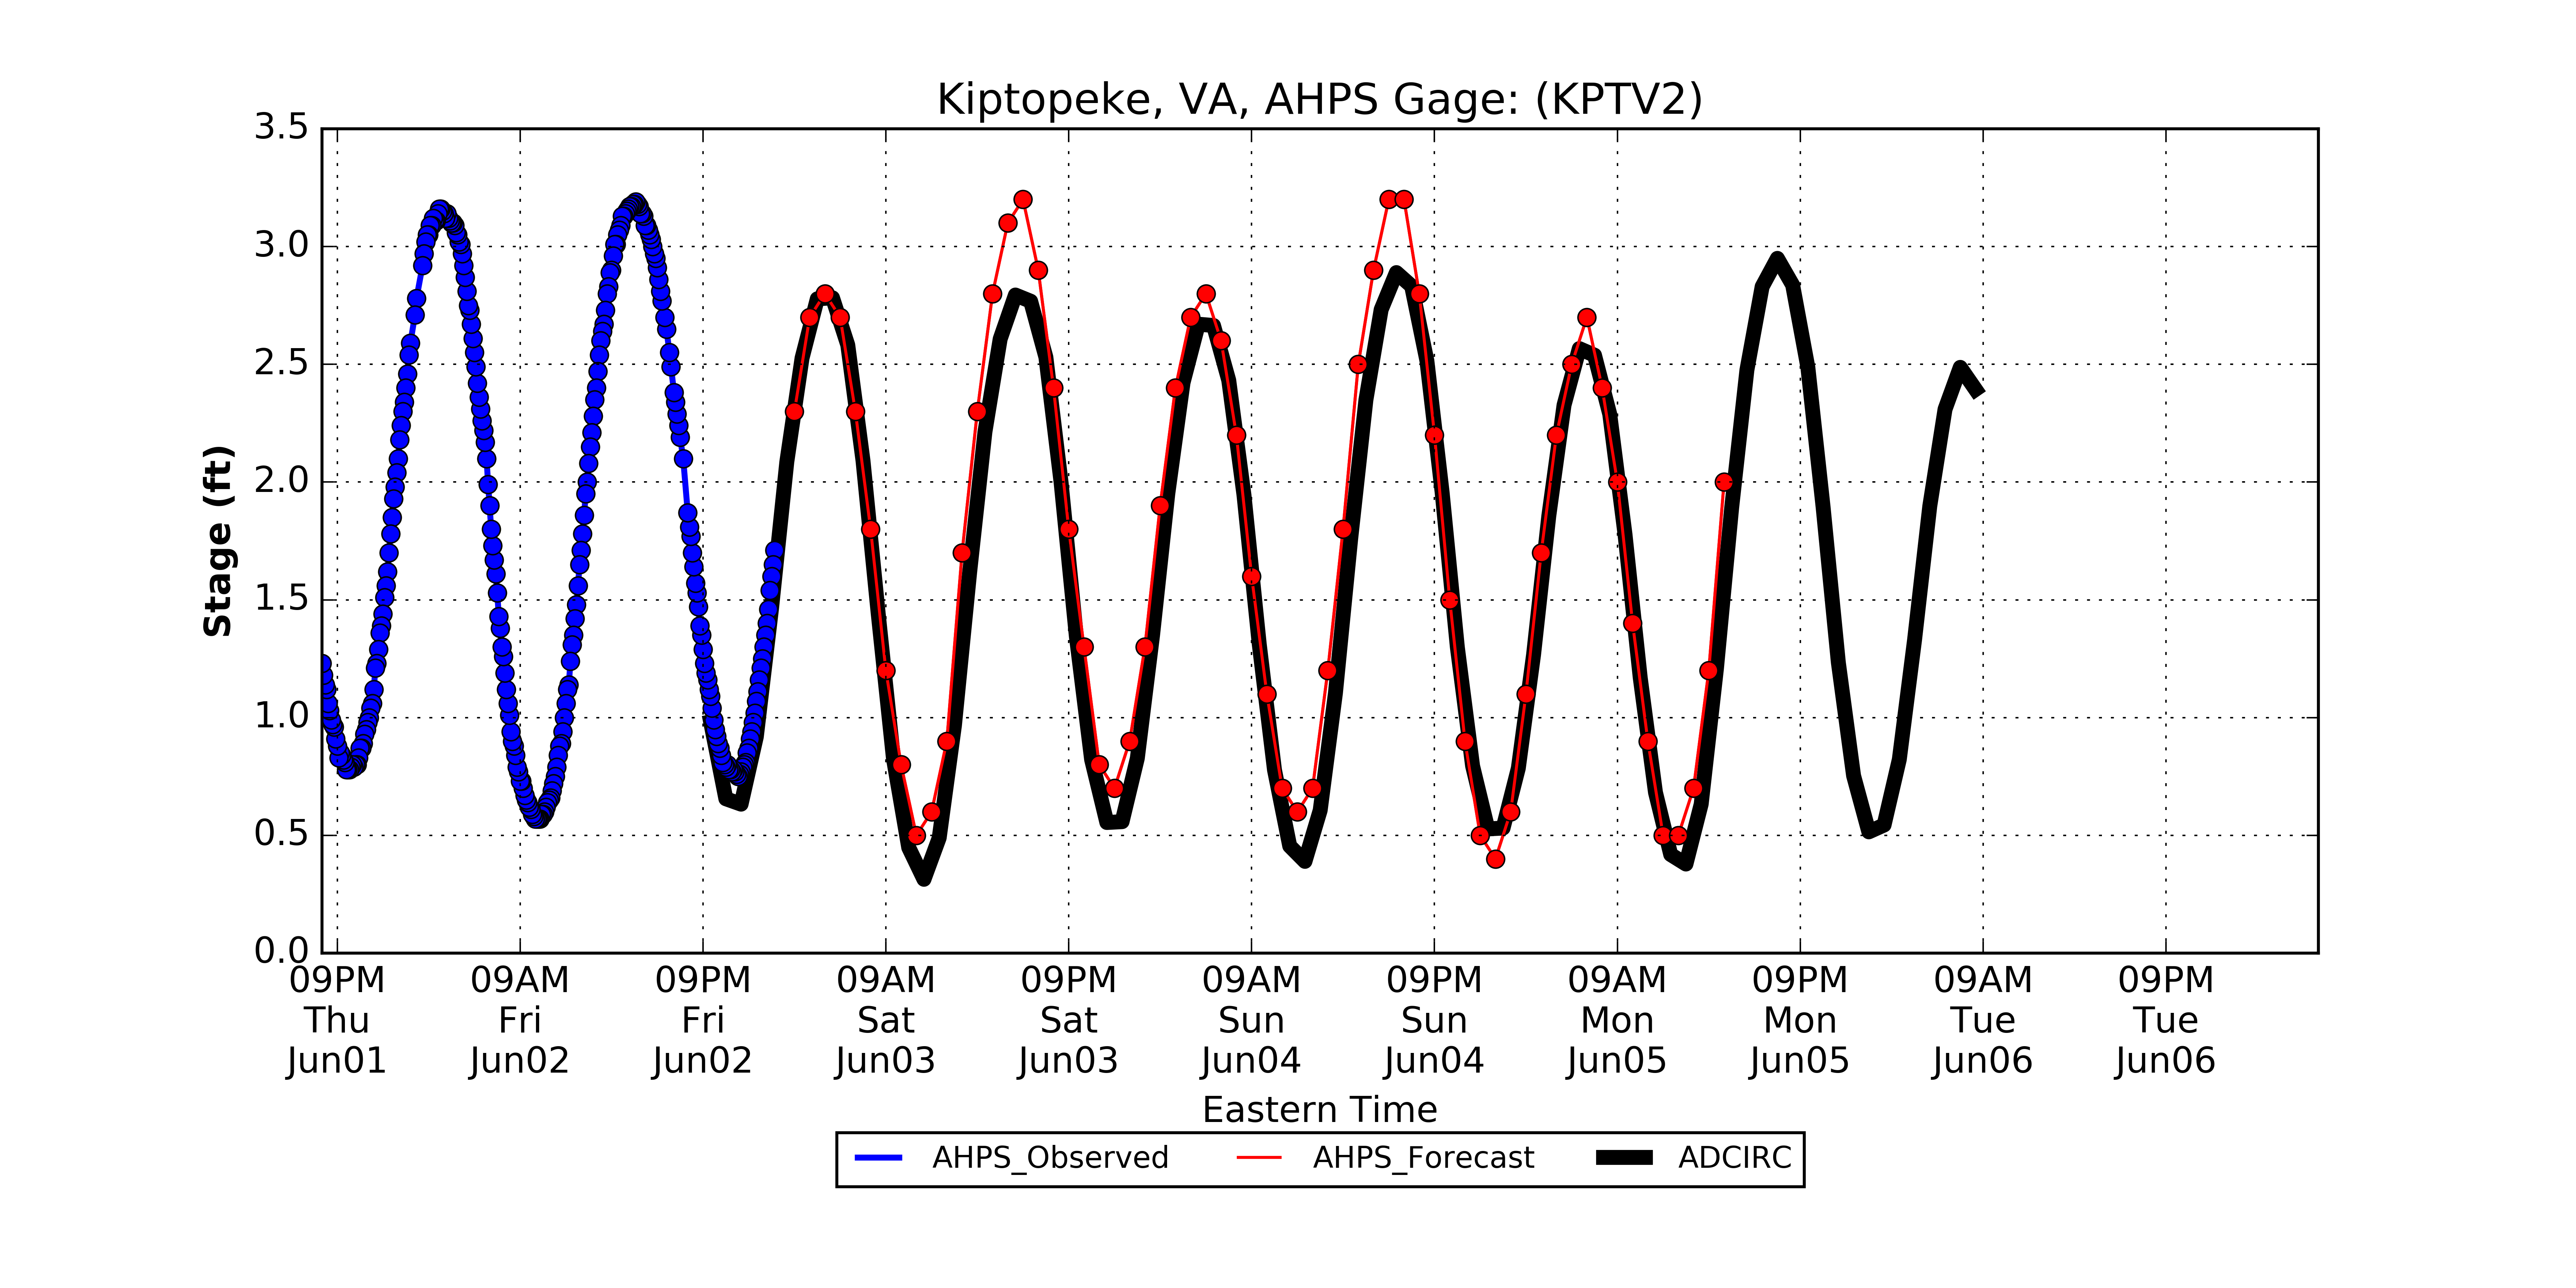 Kiptopeke, VA, AHPS Gage: (KPTV2)
3.5
3.0
2.5
2.0
1.5
1.0
0.5
0.0
Stage (ft)
09PM 09AM 09PM 09AM 09PM 09AM 09PM 09AM 09PM 09AM 09PM
Thu Fri Fri Sat Sat Sun Sun Mon Mon Tue Tue
Jun01 Jun02 Jun02 Jun03 Jun03 Jun04 Jun04 Jun05 Jun05 Jun06 Jun06
Eastern Time
AHPS_Observed AHPS_Forecast ADCIRC